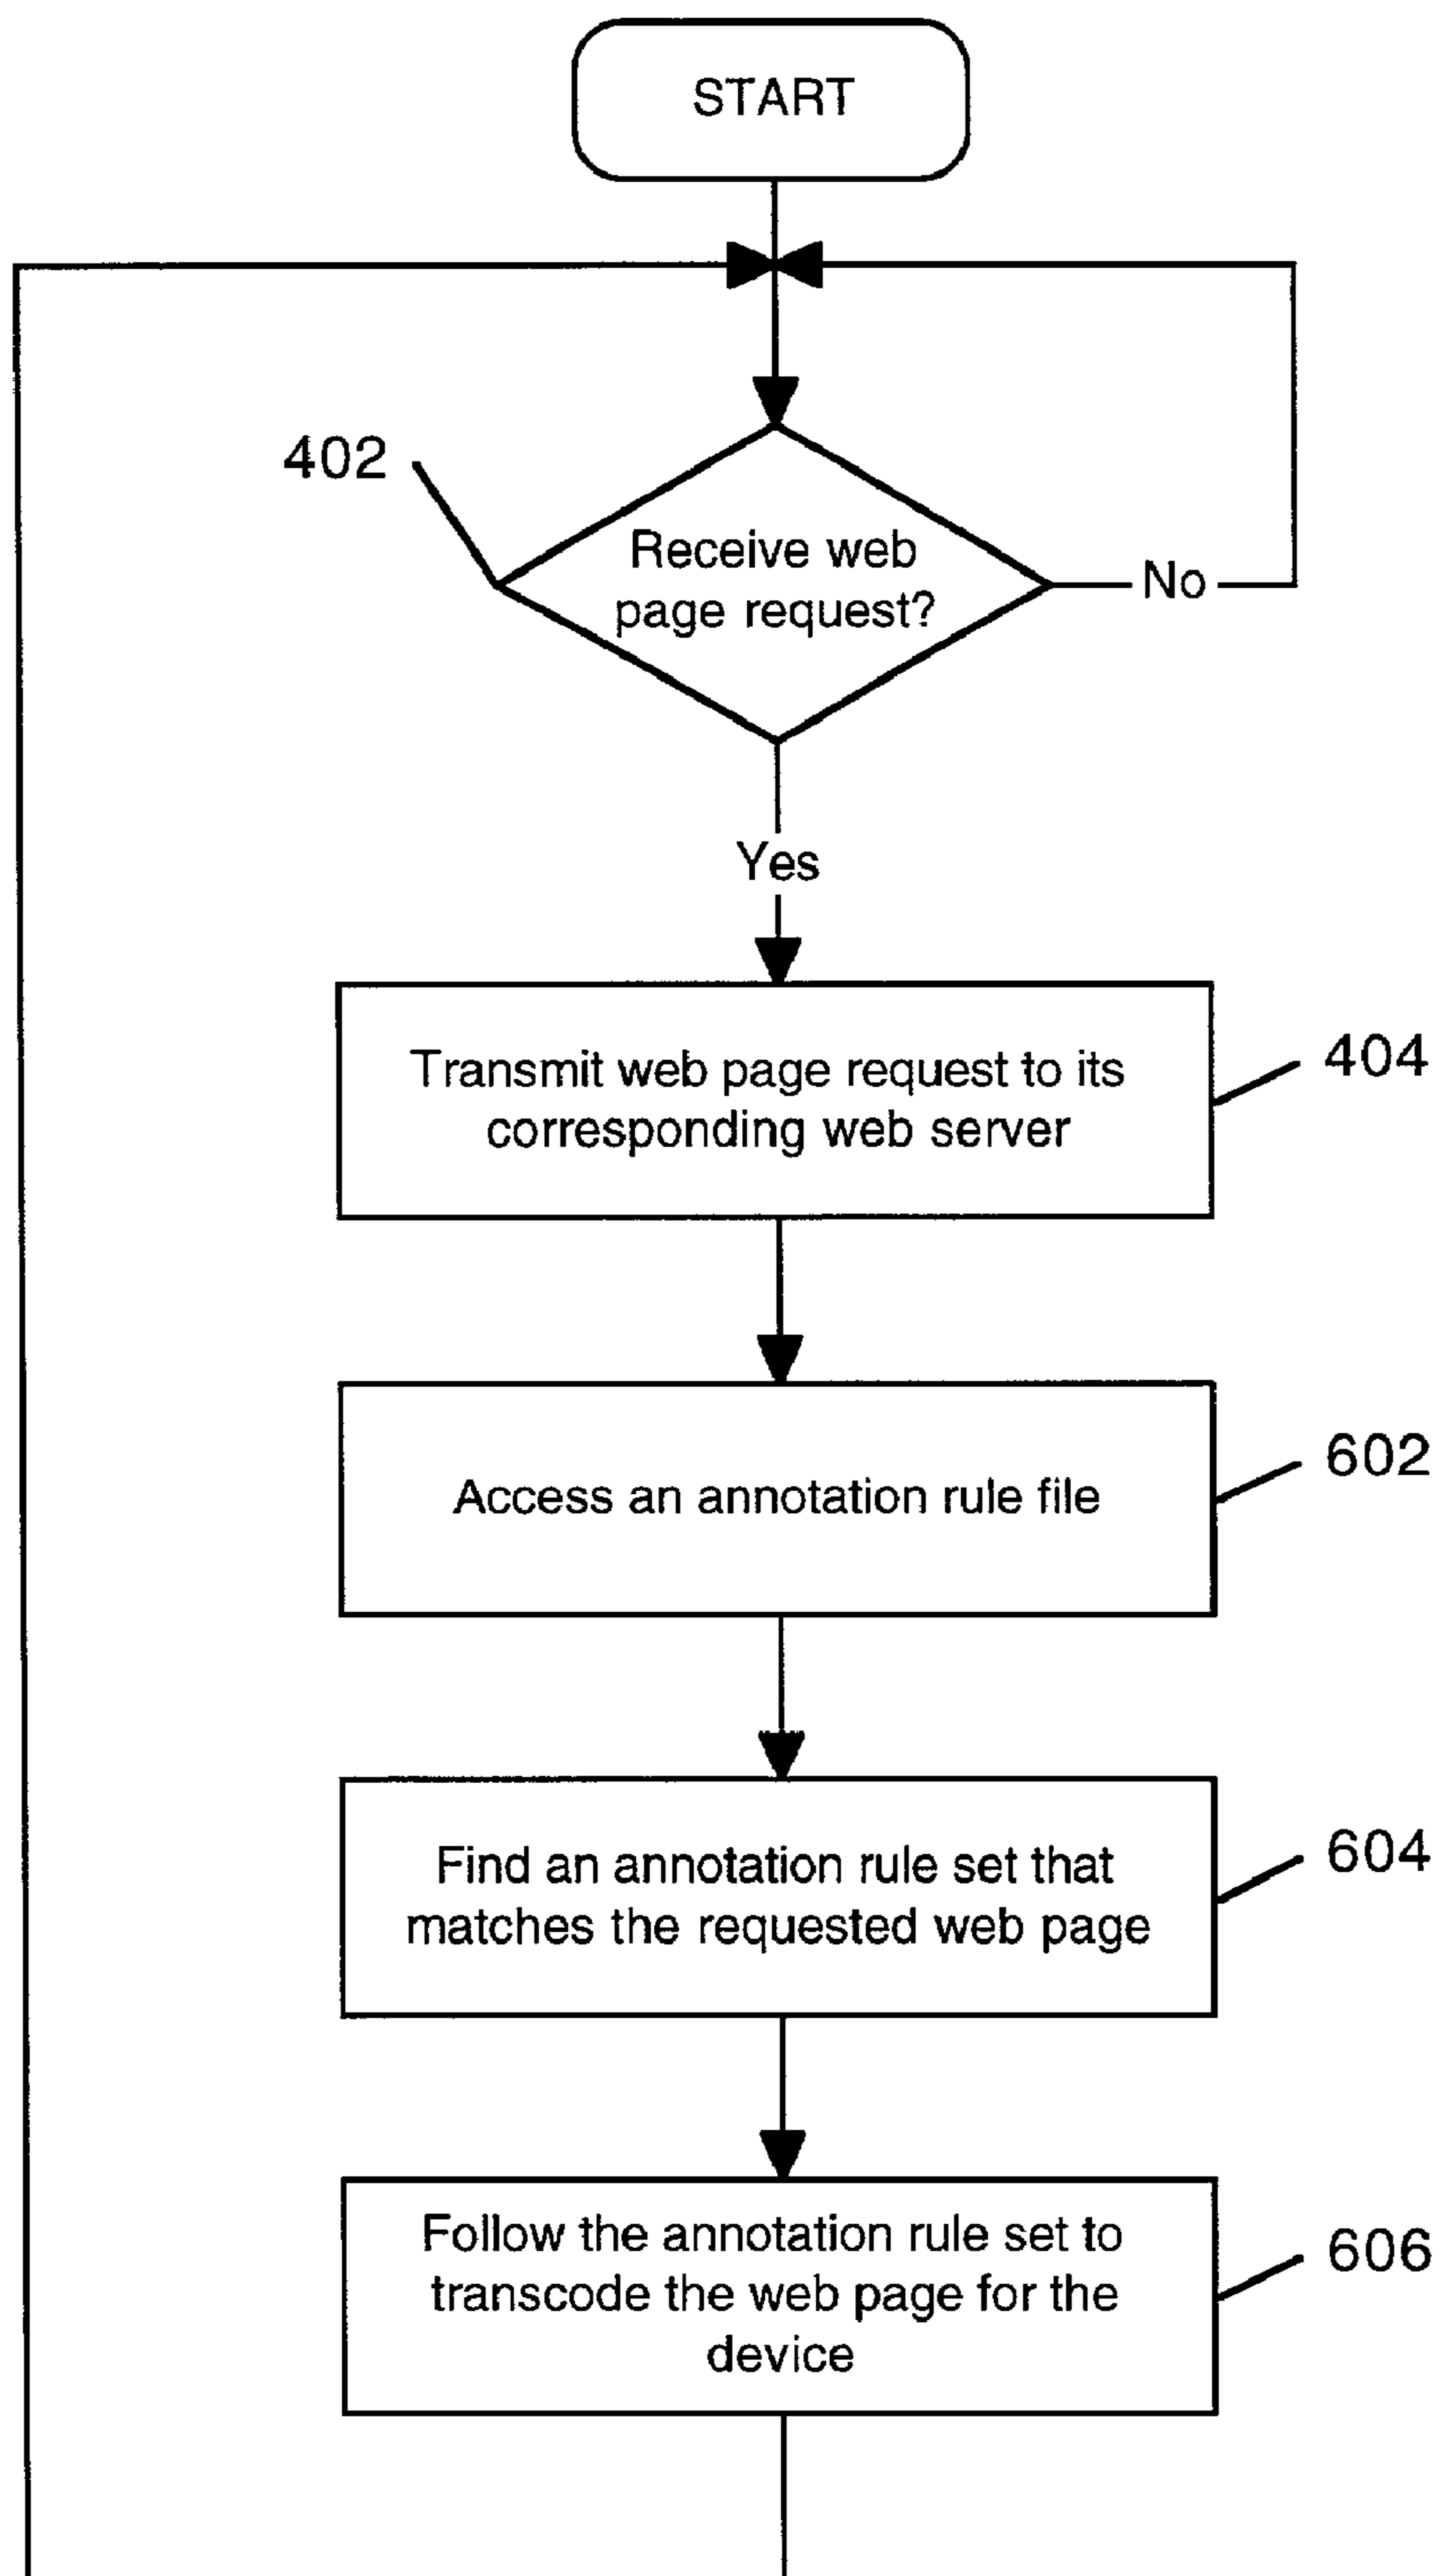 START
402
Receive web
page request?
No
Yes
Transmit web page request to its
corresponding web server
404
Access an annotation rule file
602
Find an annotation rule set that
matches the requested web page
604
Follow the annotation rule set to
transcode the web page for the
device
606